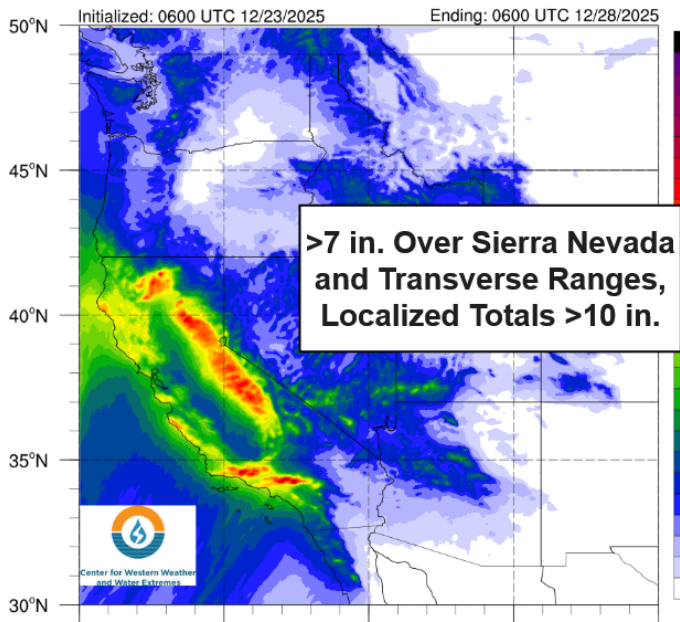 Initialized: 0600 UTC 12/23/2025
Ending: 0600 UTC 12/28/2025
50°N
45°N
>7 in. Over Sierra Nevada
and Transverse Ranges,
Localized Totals >10 in.
40°N
35°N
Center for Western Weather
and Water Extremes
30°N